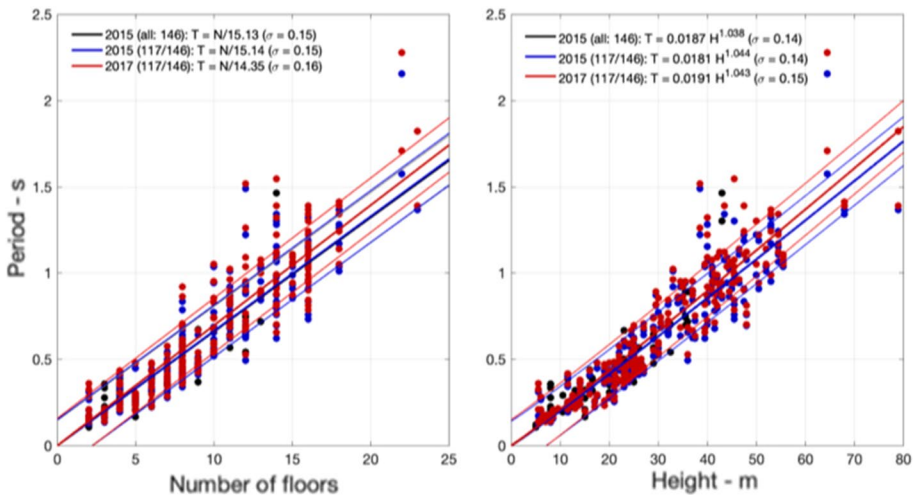 2.5
2
1.5
1
0.5
0
Period - s
2015 (all: 146): T = N/15.13 (σ = 0.15)
2015 (117/146): T = N/15.14 (σ = 0.15)
2017 (117/146): T = N/14.35 (σ = 0.16)
0 5 10 15 20 25
Number of floors
2.5
2
1.5
1
0.5
0
2015 (all: 146): T = 0.0187 H^1.038 (σ = 0.14)
2015 (117/146): T = 0.0181 H^1.044 (σ = 0.14)
2017 (117/146): T = 0.0191 H^1.043 (σ = 0.15)
0 10 20 30 40 50 60 70 80
Height - m